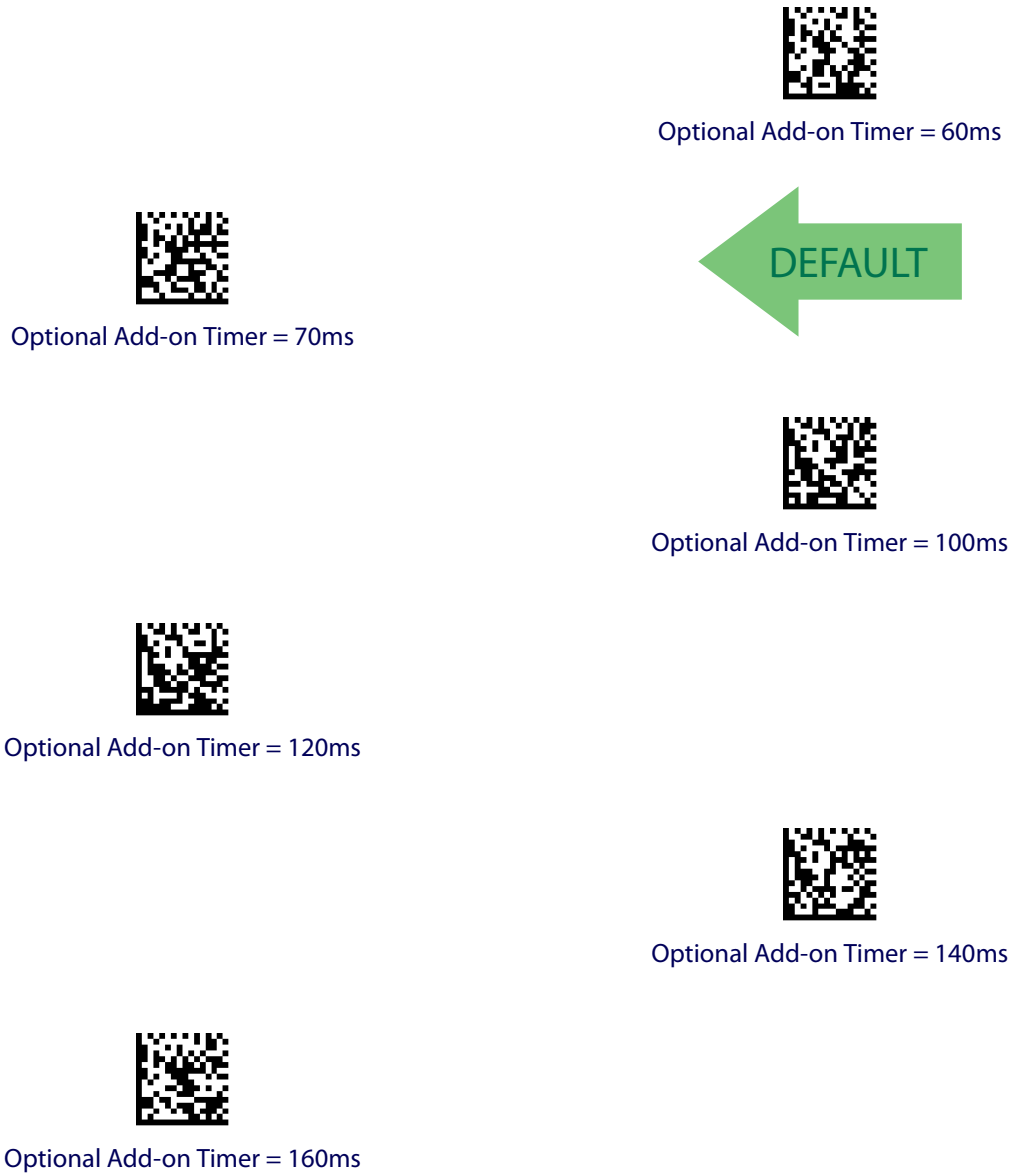 Optional Add-on Timer = 60ms
DEFAULT
Optional Add-on Timer = 70ms
Optional Add-on Timer = 100ms
Optional Add-on Timer = 120ms
Optional Add-on Timer = 140ms
Optional Add-on Timer = 160ms